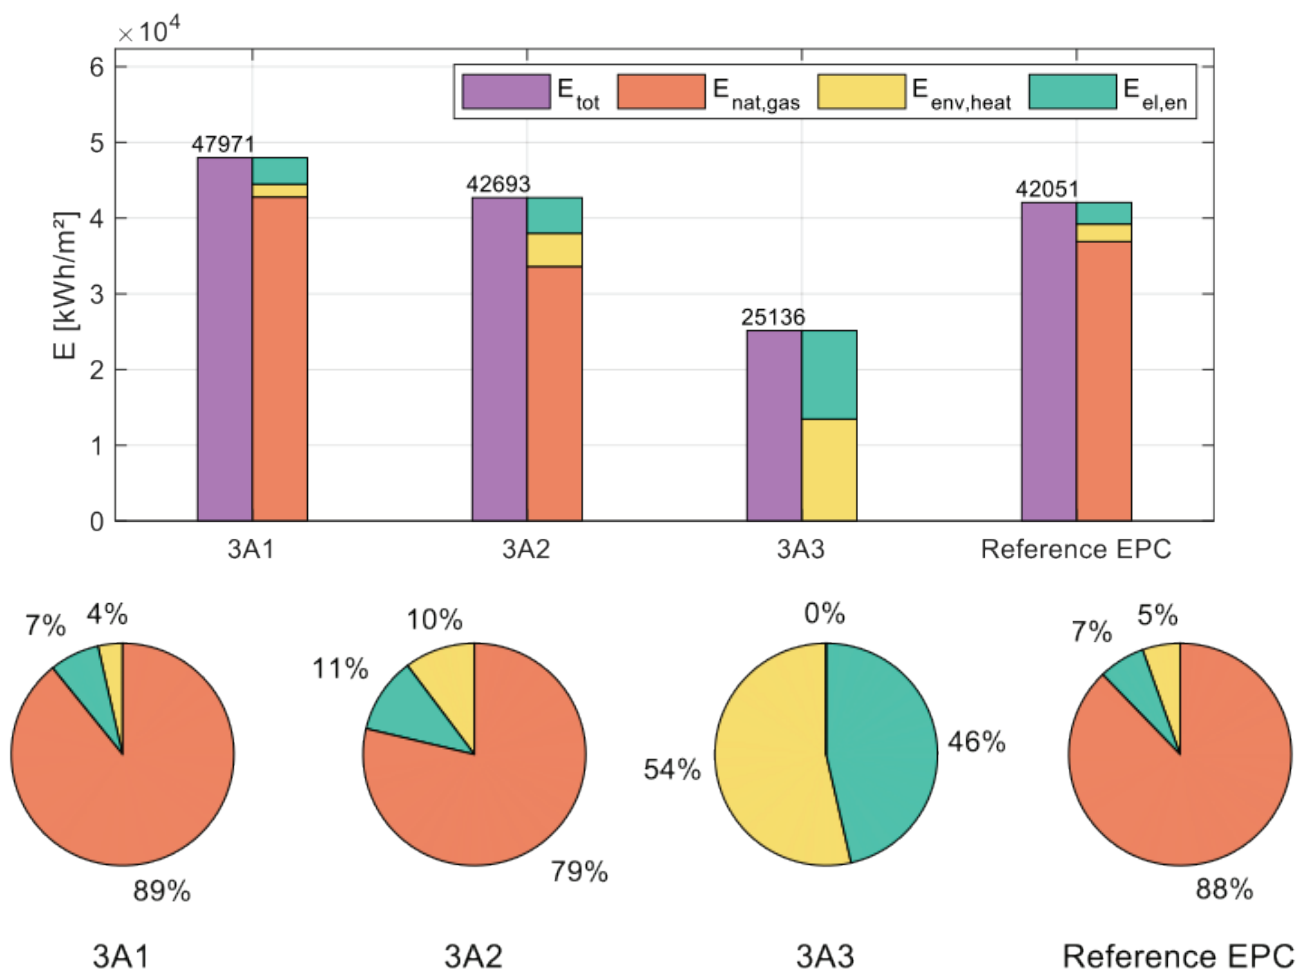 ×10⁴
6
E_tot E_nat,gas E_env,heat E_el,en
5
47971
42693
42051
4
E [kWh/m²]
3
25136
2
1
0
3A1 3A2 3A3 Reference EPC
7% 4% 11% 10% 0% 7% 5%
54% 46%
89% 79% 88%
3A1 3A2 3A3 Reference EPC